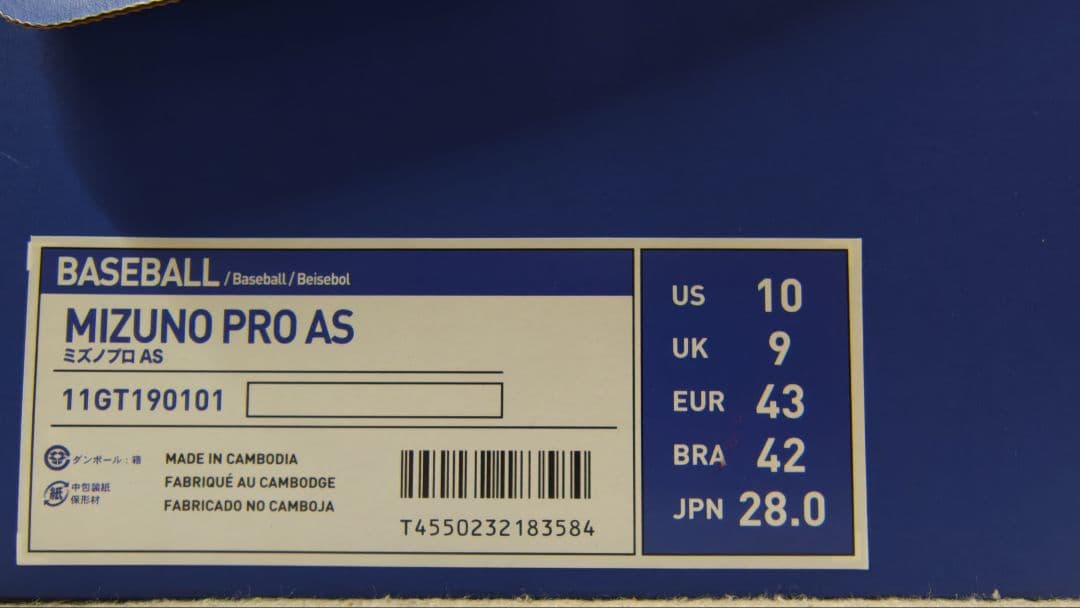 BASEBALL / Baseball / Beisebol
MIZUNO PRO AS
ミズノプロ AS
11GT190101
ダンボール : 箱
紙 中包装紙
保形材
MADE IN CAMBODIA
FABRIQUÉ AU CAMBODGE
FABRICADO NO CAMBOJA
T4550232183584
US 10
UK 9
EUR 43
BRA 42
JPN 28.0